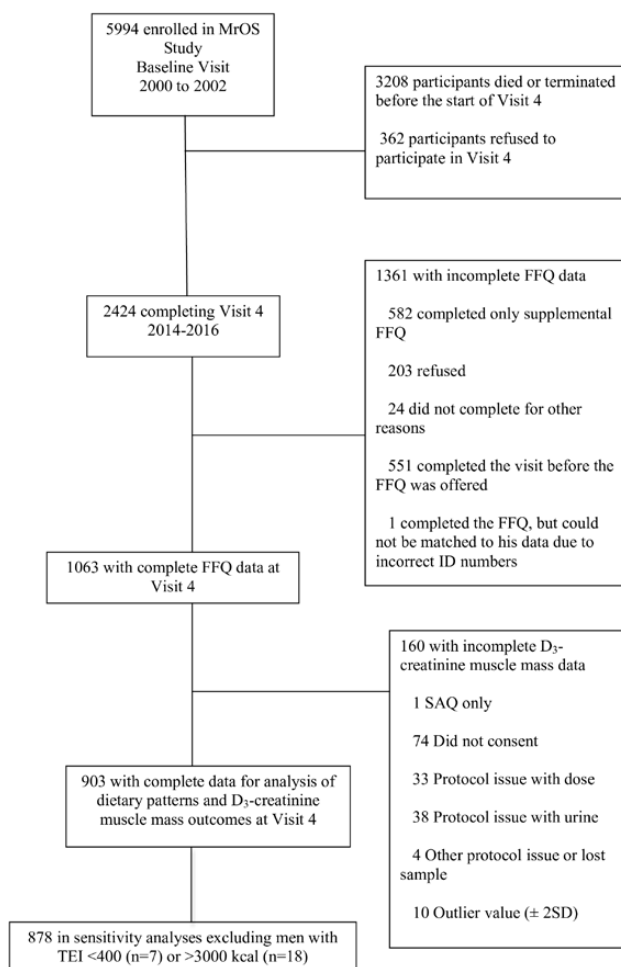 5994 enrolled in MrOS
Study
Baseline Visit
2000 to 2002
3208 participants died or terminated
before the start of Visit 4
362 participants refused to
participate in Visit 4
2424 completing Visit 4
2014-2016
1361 with incomplete FFQ data
582 completed only supplemental
FFQ
203 refused
24 did not complete for other
reasons
551 completed the visit before the
FFQ was offered
1 completed the FFQ, but could
not be matched to his data due to
incorrect ID numbers
1063 with complete FFQ data at
Visit 4
160 with incomplete D₃-
creatinine muscle mass data
1 SAQ only
74 Did not consent
33 Protocol issue with dose
38 Protocol issue with urine
4 Other protocol issue or lost
sample
10 Outlier value (± 2SD)
903 with complete data for analysis of
dietary patterns and D₃-creatinine
muscle mass outcomes at Visit 4
878 in sensitivity analyses excluding men with
TEI <400 (n=7) or >3000 kcal (n=18)